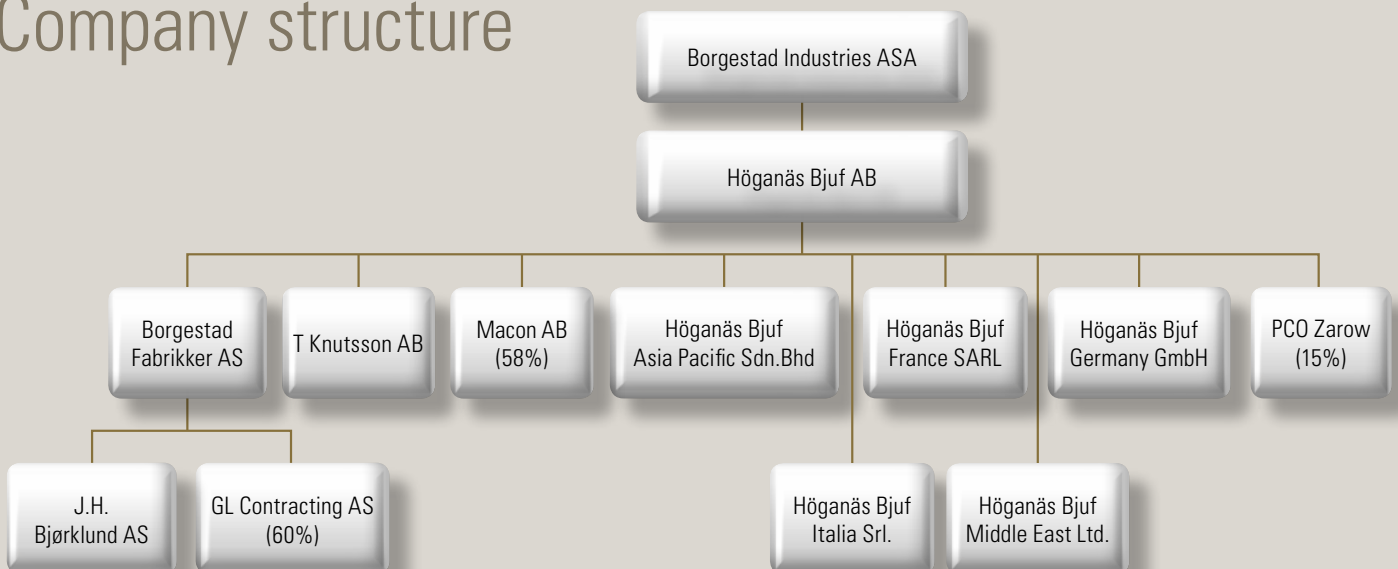 Company structure
Borgestad Industries ASA
Höganäs Bjuf AB
Borgestad
Fabrikker AS
T Knutsson AB
Macon AB
(58%)
Höganäs Bjuf
Asia Pacific Sdn.Bhd
Höganäs Bjuf
France SARL
Höganäs Bjuf
Germany GmbH
PCO Zarow
(15%)
J.H.
Bjørklund AS
GL Contracting AS
(60%)
Höganäs Bjuf
Italia Srl.
Höganäs Bjuf
Middle East Ltd.